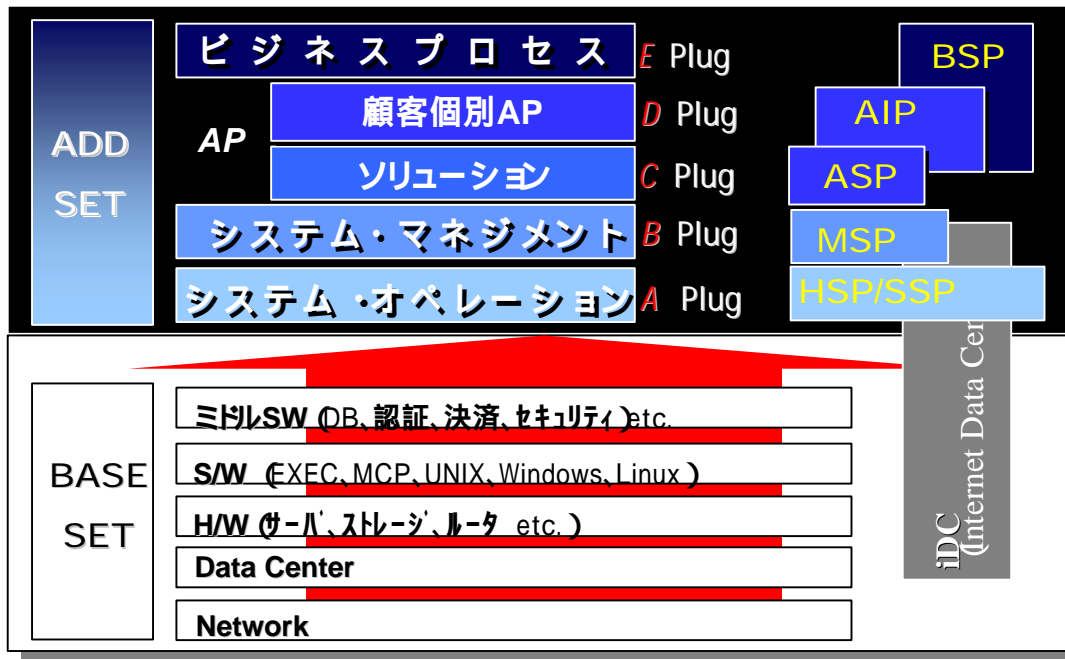 ビジネスプロセス
E Plug
BSP
顧客個別AP
D Plug
AIP
ADD
SET
AP
ソリューション
C Plug
ASP
システム・マネジメント
B Plug
MSP
システム・オペレーション
A Plug
HSP/SSP
BASE
SET
ミドルSW (DB、認証、決済、セキュリティ)etc.
S/W (EXEC、MCP、UNIX、Windows、Linux)
H/W (サーバ、ストレージ、ルータ etc.)
Data Center
Network
iDC
(Internet Data Cer